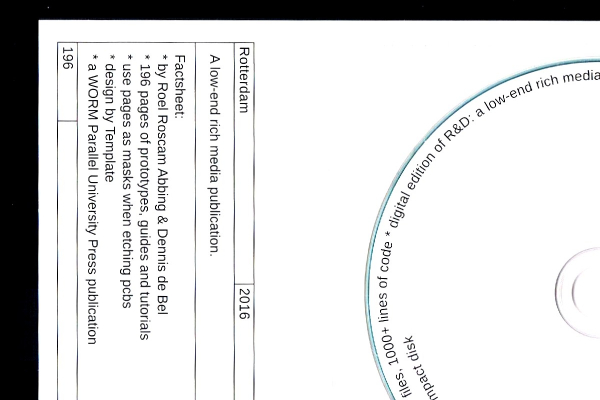 Rotterdam
2016
A low-end rich media publication.
Factsheet:
* by Roel Roscam Abbing & Dennis de Bel
* 196 pages of prototypes, guides and tutorials
* use pages as masks when etching pcbs
* design by Template
* a WORM Parallel University Press publication
196
files, 1000+ lines of code * digital edition of R&D: a low-end rich media
disk